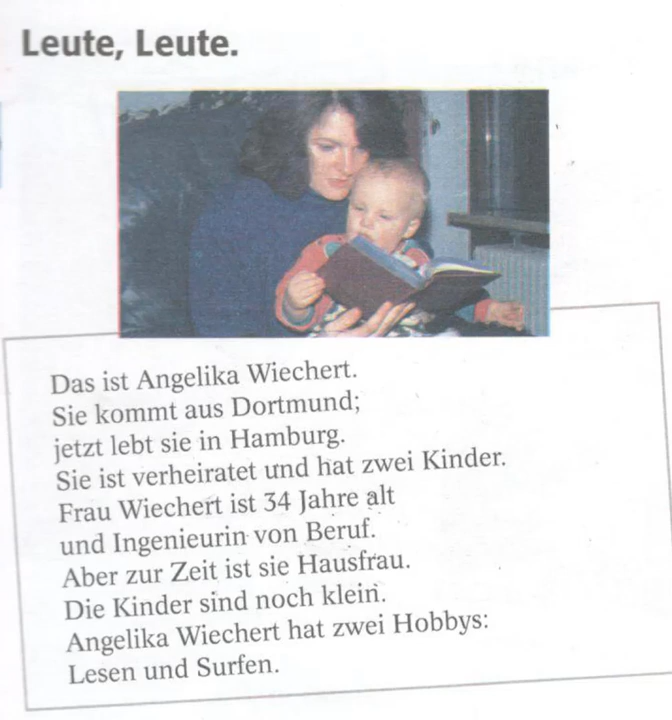 Leute, Leute.
Das ist Angelika Wiechert.
Sie kommt aus Dortmund;
jetzt lebt sie in Hamburg.
Sie ist verheiratet und hat zwei Kinder.
Frau Wiechert ist 34 Jahre alt
und Ingenieurin von Beruf.
Aber zur Zeit ist sie Hausfrau.
Die Kinder sind noch klein.
Angelika Wiechert hat zwei Hobbys:
Lesen und Surfen.